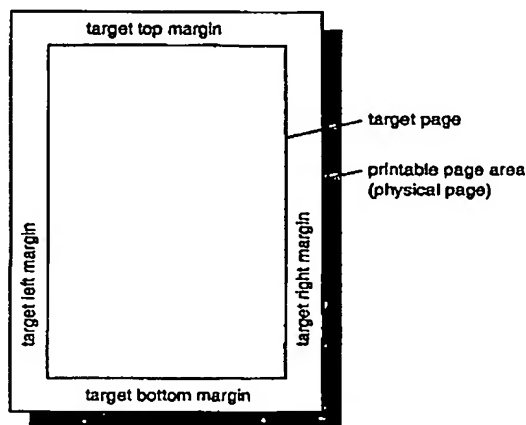 target top margin
target page
printable page area
(physical page)
target left margin
target right margin
target bottom margin